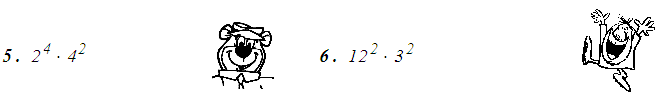 5. 2⁴ · 4² 6. 12² · 3²